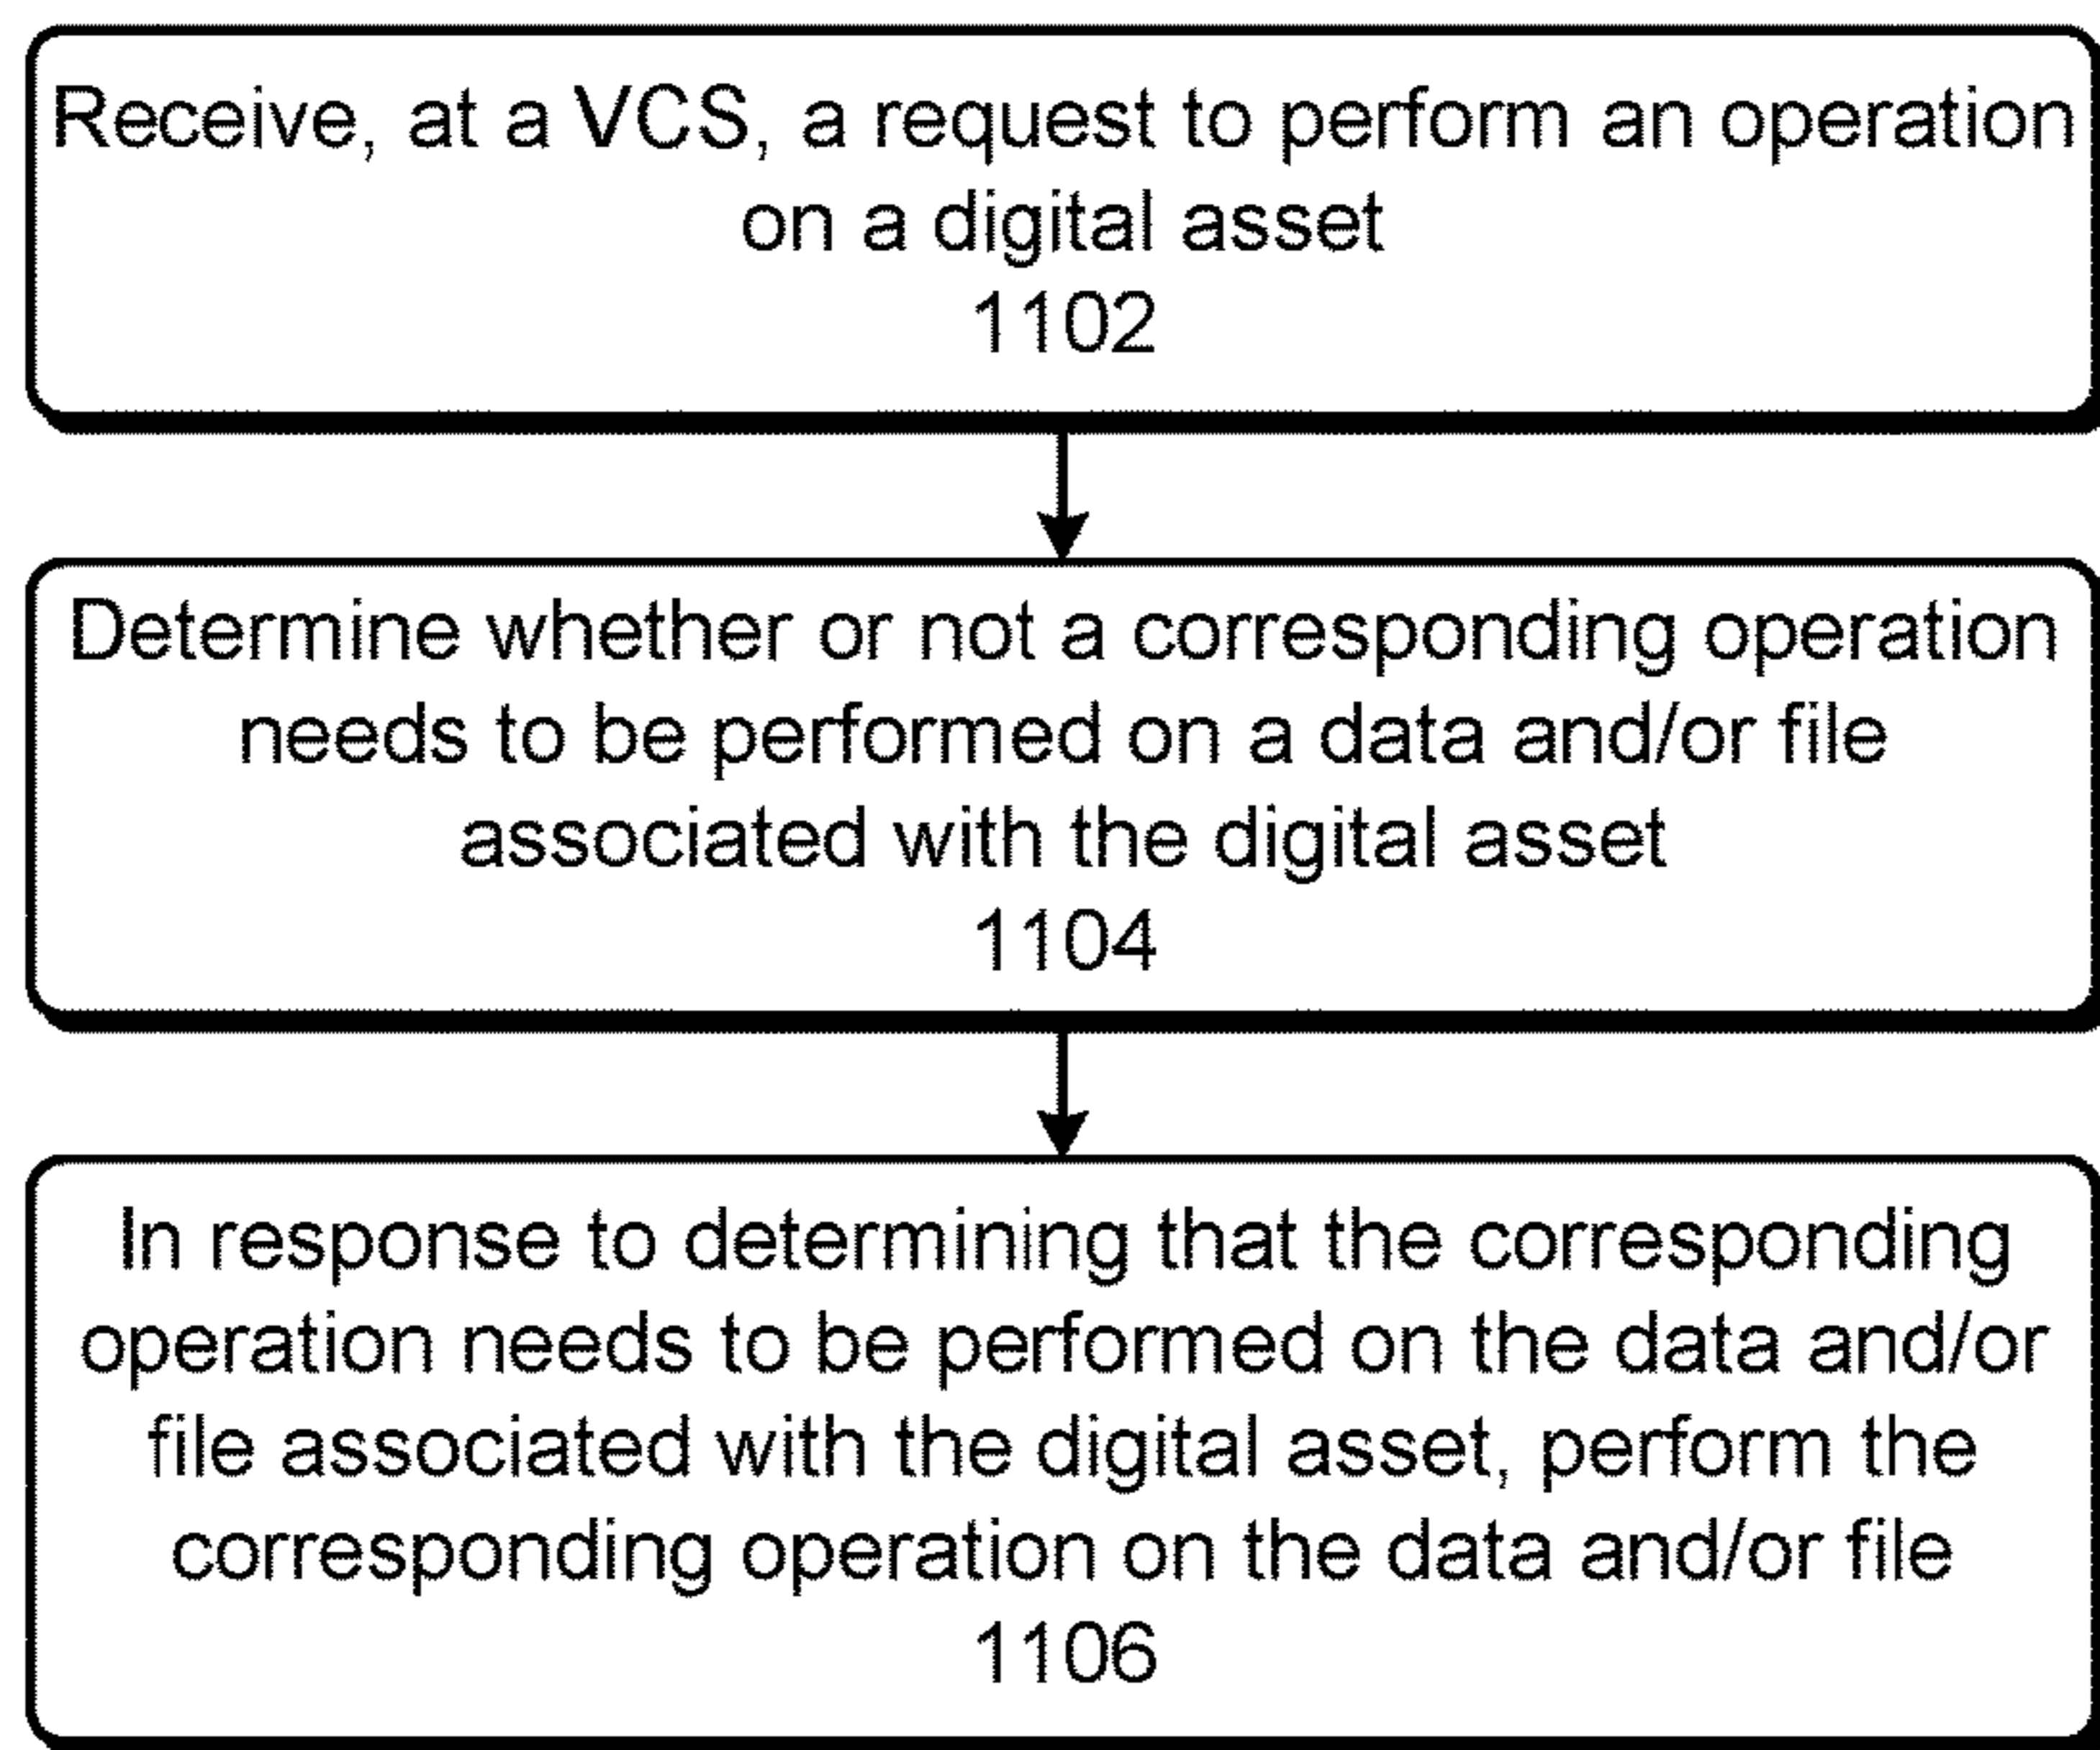 Receive, at a VCS, a request to perform an operation
on a digital asset
1102
Determine whether or not a corresponding operation
needs to be performed on a data and/or file
associated with the digital asset
1104
In response to determining that the corresponding
operation needs to be performed on the data and/or
file associated with the digital asset, perform the
corresponding operation on the data and/or file
1106